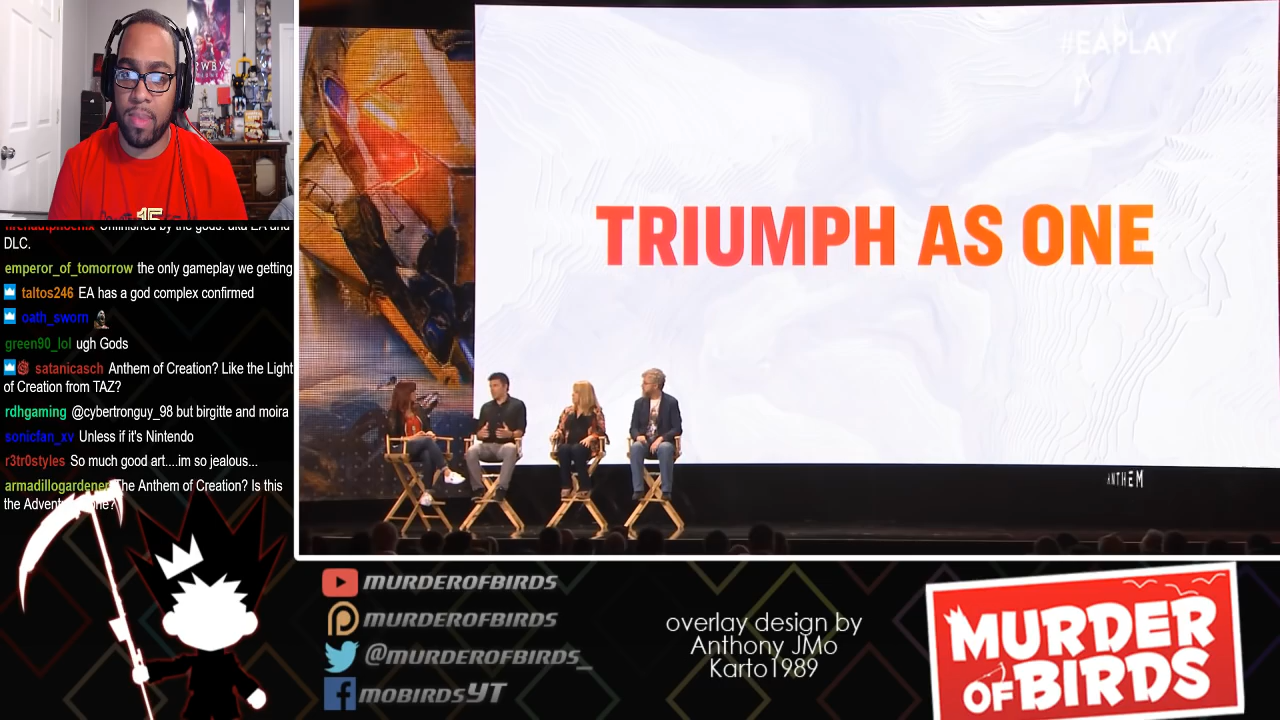 RWBY
15
#EAPLAY
TRIUMPH AS ONE
ANTHEM
DLC.
emperor_of_tomorrow the only gameplay we getting
taltos246 EA has a god complex confirmed
oath_sworn
green90_lol ugh Gods
satanicasch Anthem of Creation? Like the Light
of Creation from TAZ?
rdhgaming @cybertronguy_98 but birgitte and moira
sonicfan_xv Unless if it's Nintendo
r3tr0styles So much good art....im so jealous...
armadillogardener The Anthem of Creation? Is this
the
MURDEROFBIRDS
MURDEROFBIRDS
@MURDEROFBIRDS_
MOBIRDSYT
overlay design by
Anthony JMo
Karto1989
MURDER
OF BIRDS